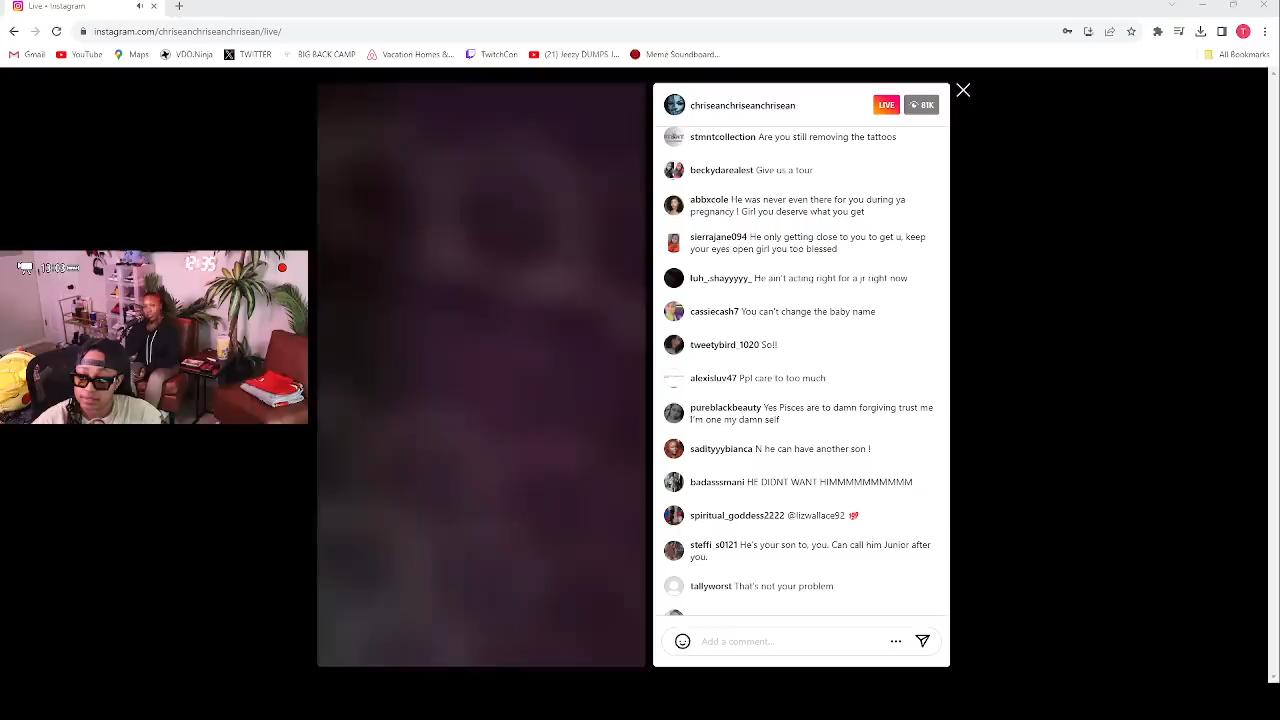 Live • Instagram
instagram.com/chriseanchriseanchrisean/live/
Gmail YouTube Maps VDO.Ninja TWITTER BIG BACK CAMP Vacation Homes &... TwitchCon (21) Jeezy DUMPS J... Meme Soundboard... All Bookmarks
chriseanchriseanchrisean LIVE 81K
stmntcollection Are you still removing the tattoos
beckydarealest Give us a tour
abbxcole He was never even there for you during ya
pregnancy ! Girl you deserve what you get
sierrajane094 He only getting close to you to get u, keep
your eyes open girl you too blessed
luh_.shayyyyy_ He ain't acting right for a jr right now
cassiecash7 You can't change the baby name
tweetybird_1020 So!!
alexisluv47 Ppl care to too much
pureblackbeauty Yes Pisces are to damn forgiving trust me
I'm one my damn self
sadityyybianca N he can have another son !
badasssmani HE DIDNT WANT HIMMMMMMMMMM
spiritual_goddess2222 @lizwallace92 💯
steffi_s0121 He's your son to, you. Can call him Junior after
you.
tallyworst That's not your problem
Add a comment...
12:35